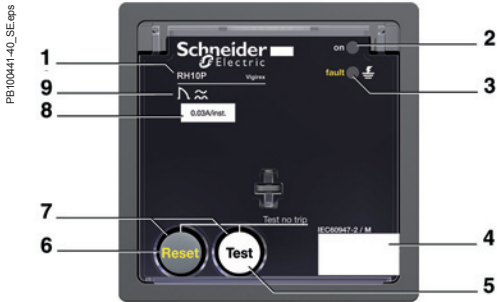 PB100441-40_SE.eps
Schneider
Electric
on
2
1
RH10P
Vigirex
fault
3
9
8
0.03A/inst.
Test no trip
IEC60947-2 / M
7
6
Reset
Test
4
5